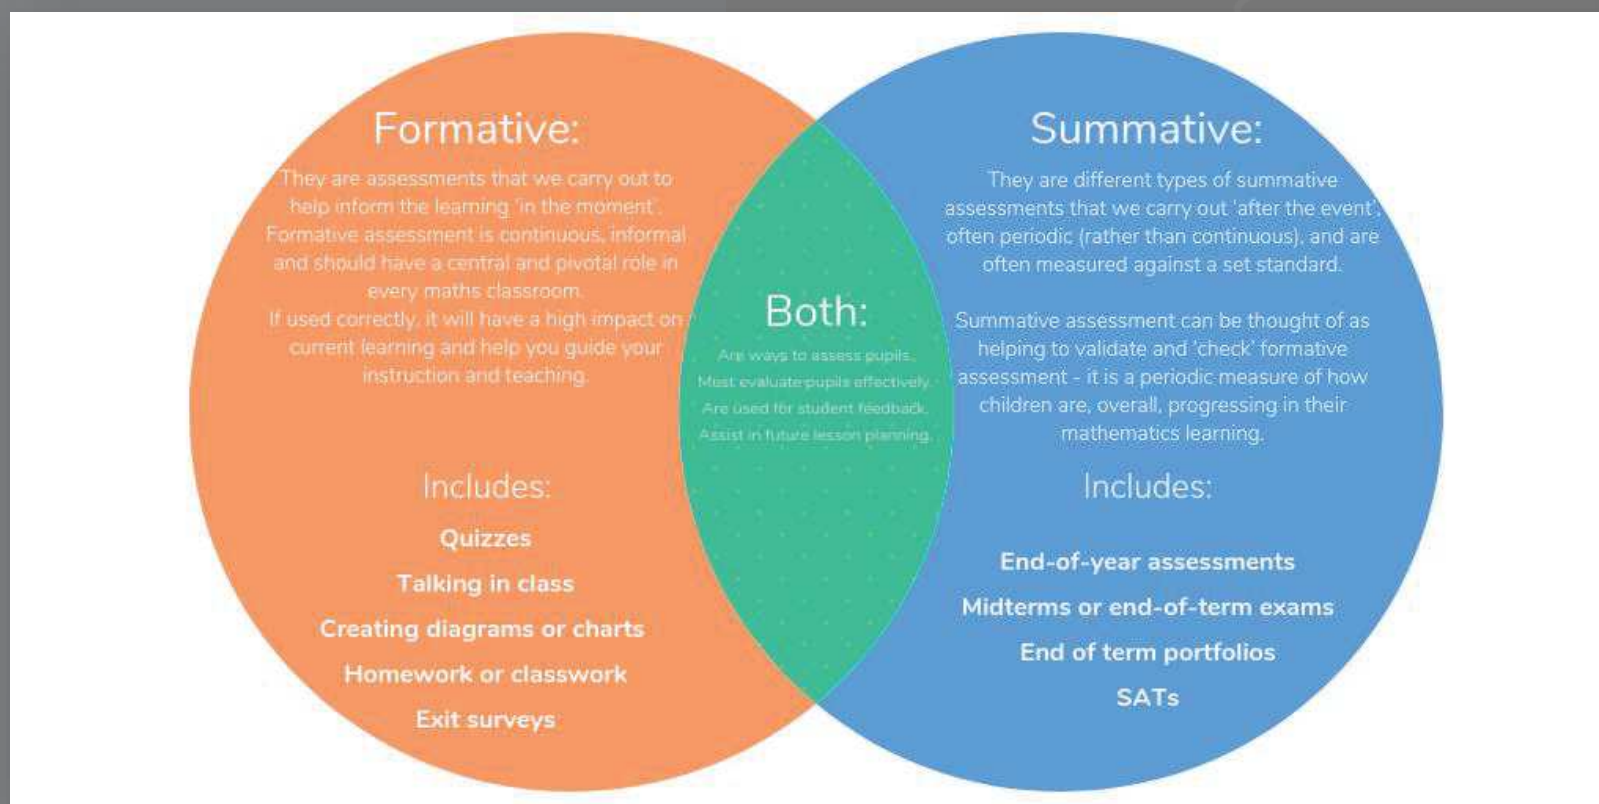 Formative:
They are assessments that we carry out to
help inform the learning 'in the moment'.
Formative assessment is continuous, informal
and should have a central and pivotal role in
every maths classroom.
If used correctly, it will have a high impact on
current learning and help you guide your
instruction and teaching.
Includes:
Quizzes
Talking in class
Creating diagrams or charts
Homework or classwork
Exit surveys
Both:
Are ways to assess pupils.
Must evaluate pupils effectively.
Are used for student feedback.
Assist in future lesson planning.
Summative:
They are different types of summative
assessments that we carry out 'after the event',
often periodic (rather than continuous), and are
often measured against a set standard.
Summative assessment can be thought of as
helping to validate and 'check' formative
assessment - it is a periodic measure of how
children are, overall, progressing in their
mathematics learning.
Includes:
End-of-year assessments
Midterms or end-of-term exams
End of term portfolios
SATs